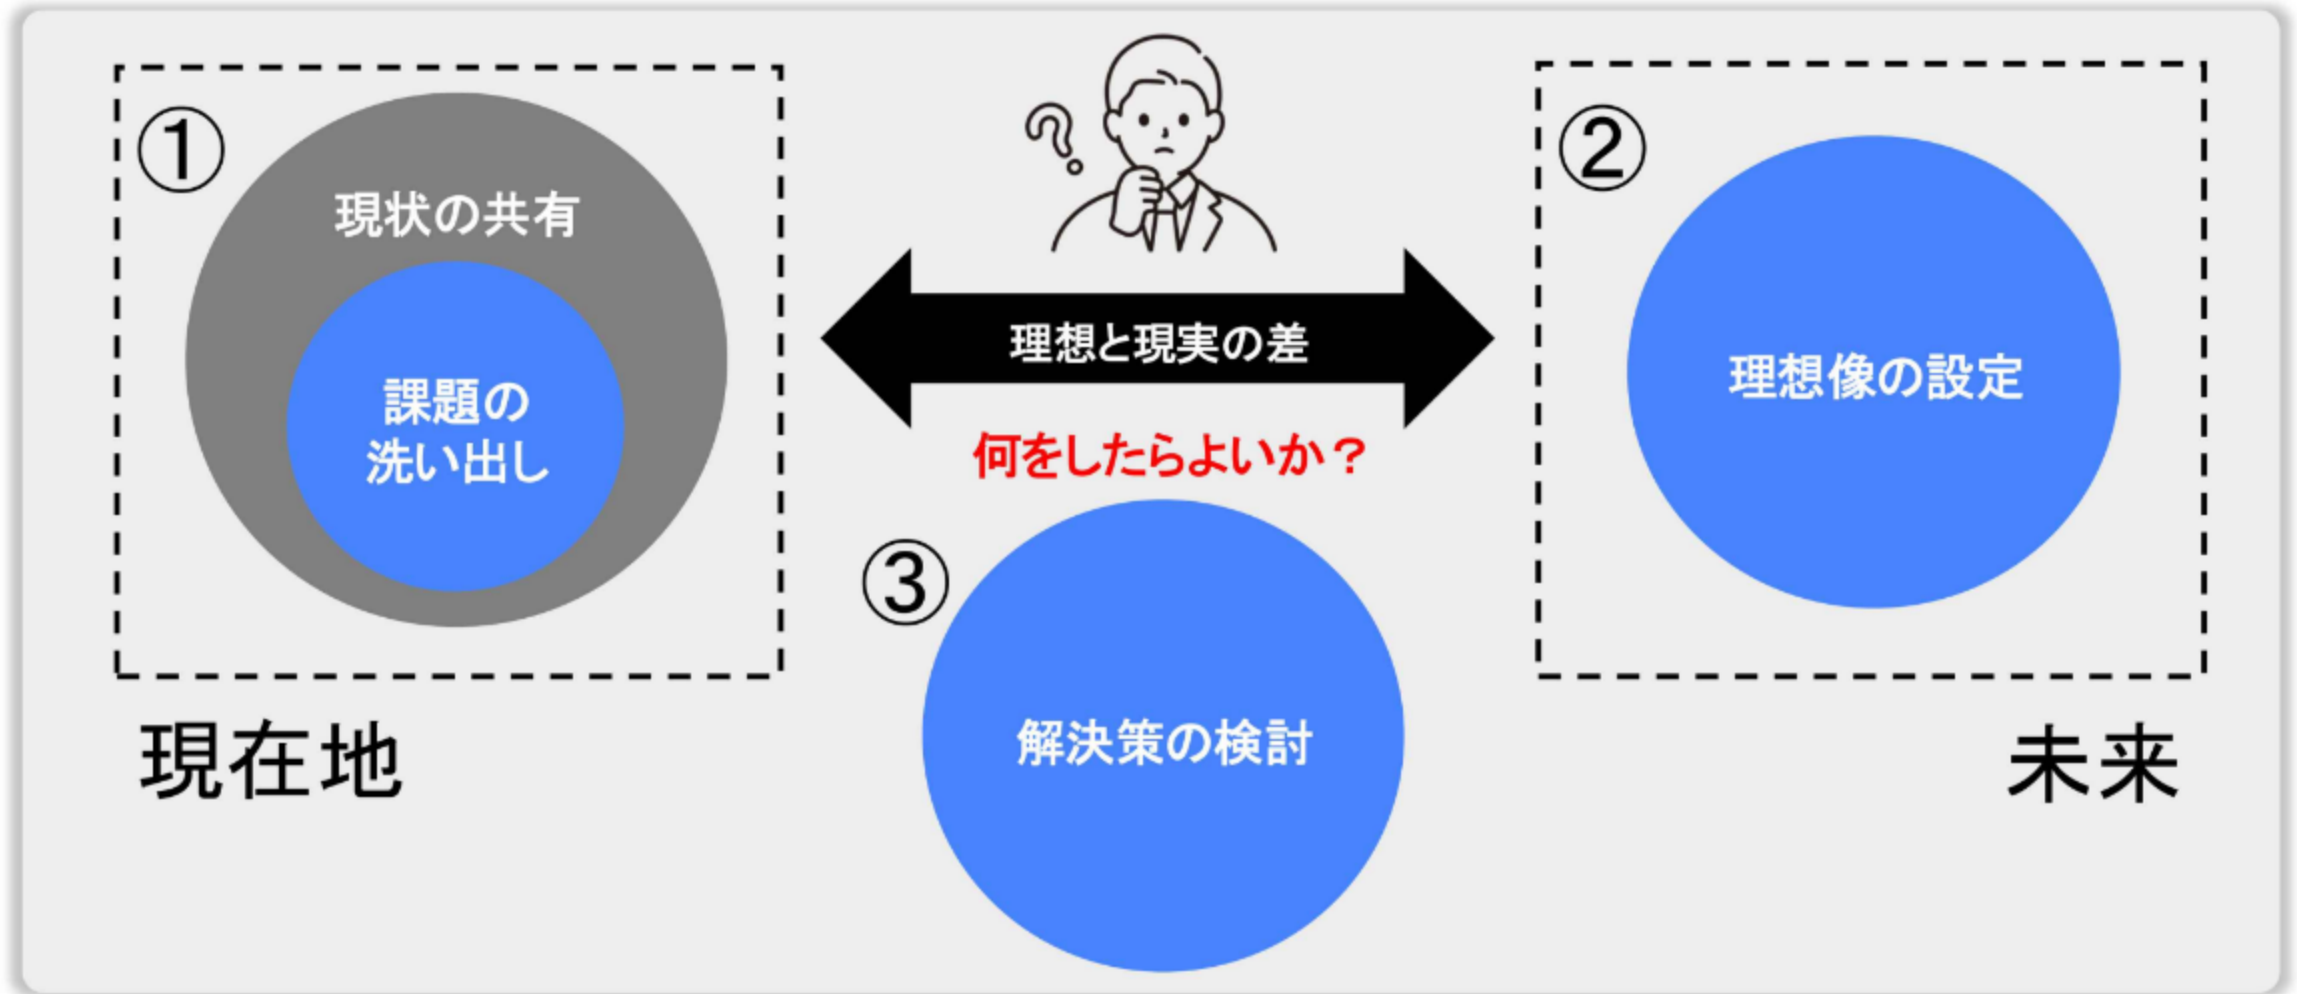 ①
現状の共有
課題の
洗い出し
現在地
理想と現実の差
何をしたらよいか？
③
解決策の検討
②
理想像の設定
未来